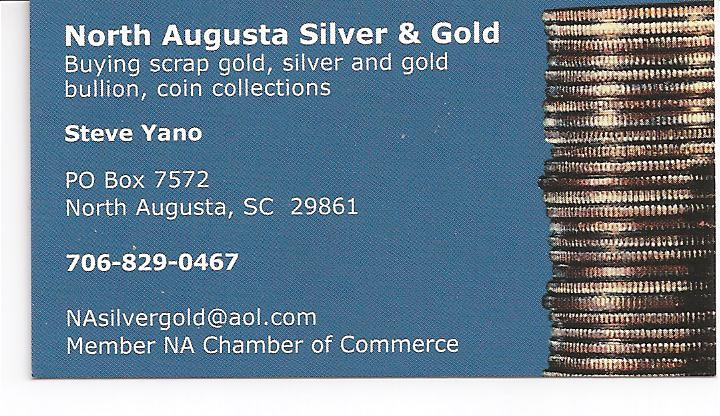 North Augusta Silver & Gold
Buying scrap gold, silver and gold
bullion, coin collections
Steve Yano
PO Box 7572
North Augusta, SC  29861
706-829-0467
NAsilvergold@aol.com
Member NA Chamber of Commerce